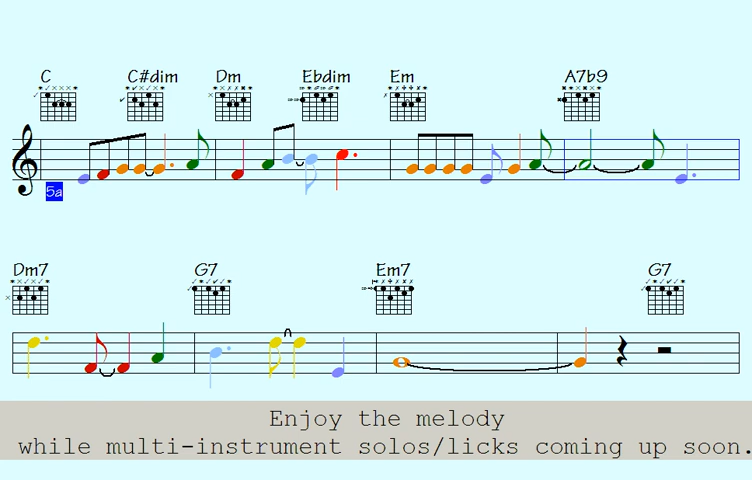 C C#dim Dm Ebdim Em A7b9
5a
Dm7 G7 Em7 G7
Enjoy the melody
while multi-instrument solos/licks coming up soon.